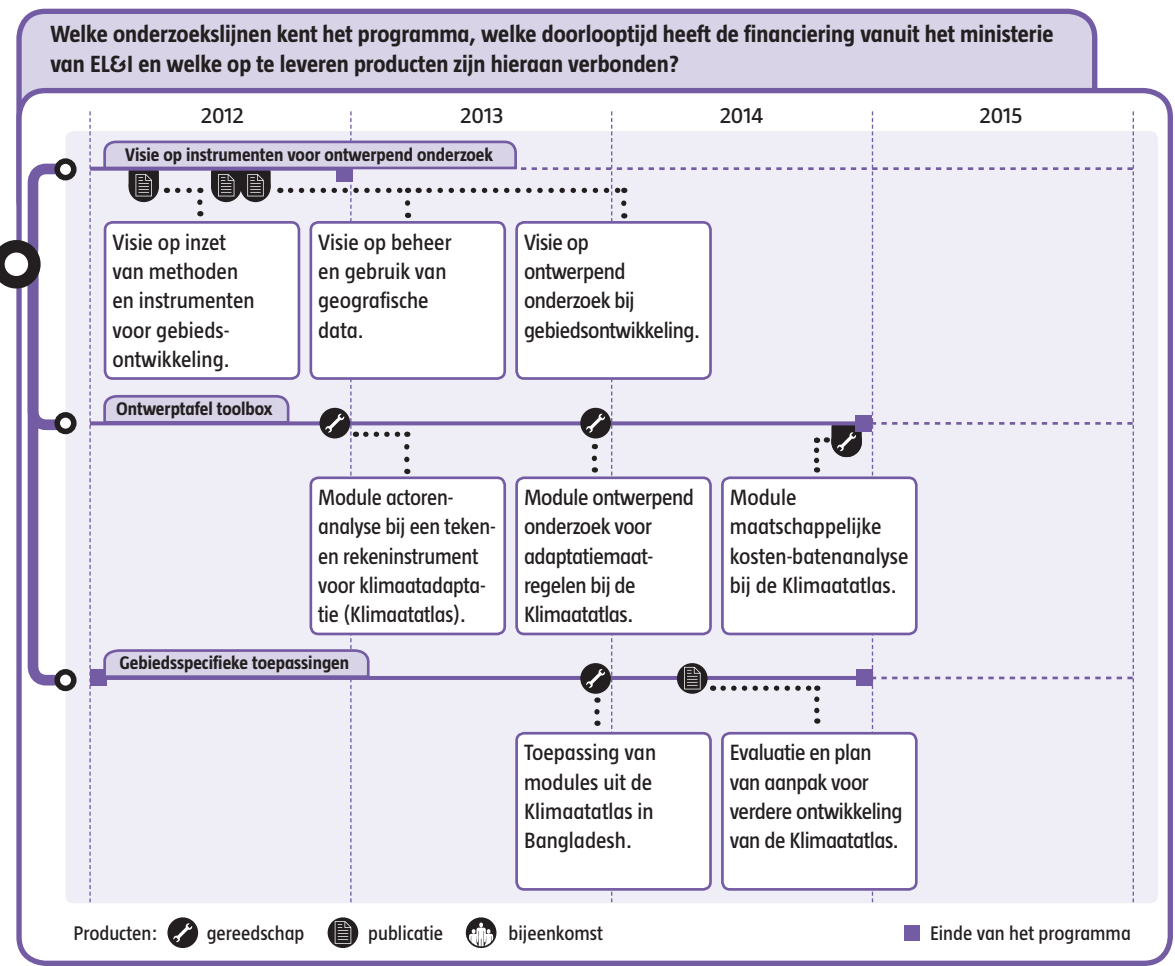 Welke onderzoekslijnen kent het programma, welke doorlooptijd heeft de financiering vanuit het ministerie
van EL&I en welke op te leveren producten zijn hieraan verbonden?
2012
2013
2014
2015
Visie op instrumenten voor ontwerpend onderzoek
Visie op inzet
van methoden
en instrumenten
voor gebieds-
ontwikkeling.
Visie op beheer
en gebruik van
geografische
data.
Visie op
ontwerpend
onderzoek bij
gebiedsontwikkeling.
Ontwerptafel toolbox
Module actoren-
analyse bij een teken-
en rekeninstrument
voor klimaatadapta-
tie (Klimaatatlas).
Module ontwerpend
onderzoek voor
adaptatiemaat-
regelen bij de
Klimaatatlas.
Module
maatschappelijke
kosten-batenanalyse
bij de Klimaatatlas.
Gebiedsspecifieke toepassingen
Toepassing van
modules uit de
Klimaatatlas in
Bangladesh.
Evaluatie en plan
van aanpak voor
verdere ontwikkeling
van de Klimaatatlas.
Producten: gereedschap publicatie bijeenkomst Einde van het programma